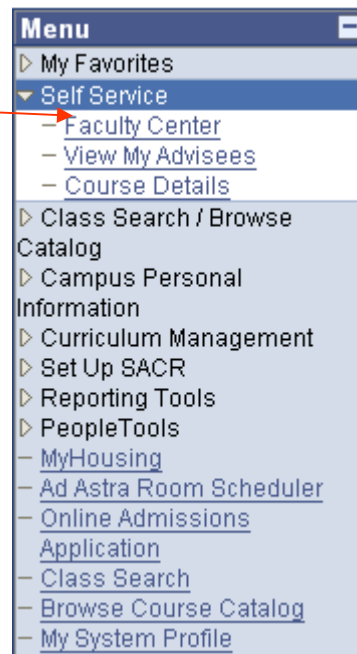 Menu
My Favorites
Self Service
Faculty Center
View My Advisees
Course Details
Class Search / Browse
Catalog
Campus Personal
Information
Curriculum Management
Set Up SACR
Reporting Tools
PeopleTools
MyHousing
Ad Astra Room Scheduler
Online Admissions
Application
Class Search
Browse Course Catalog
My System Profile